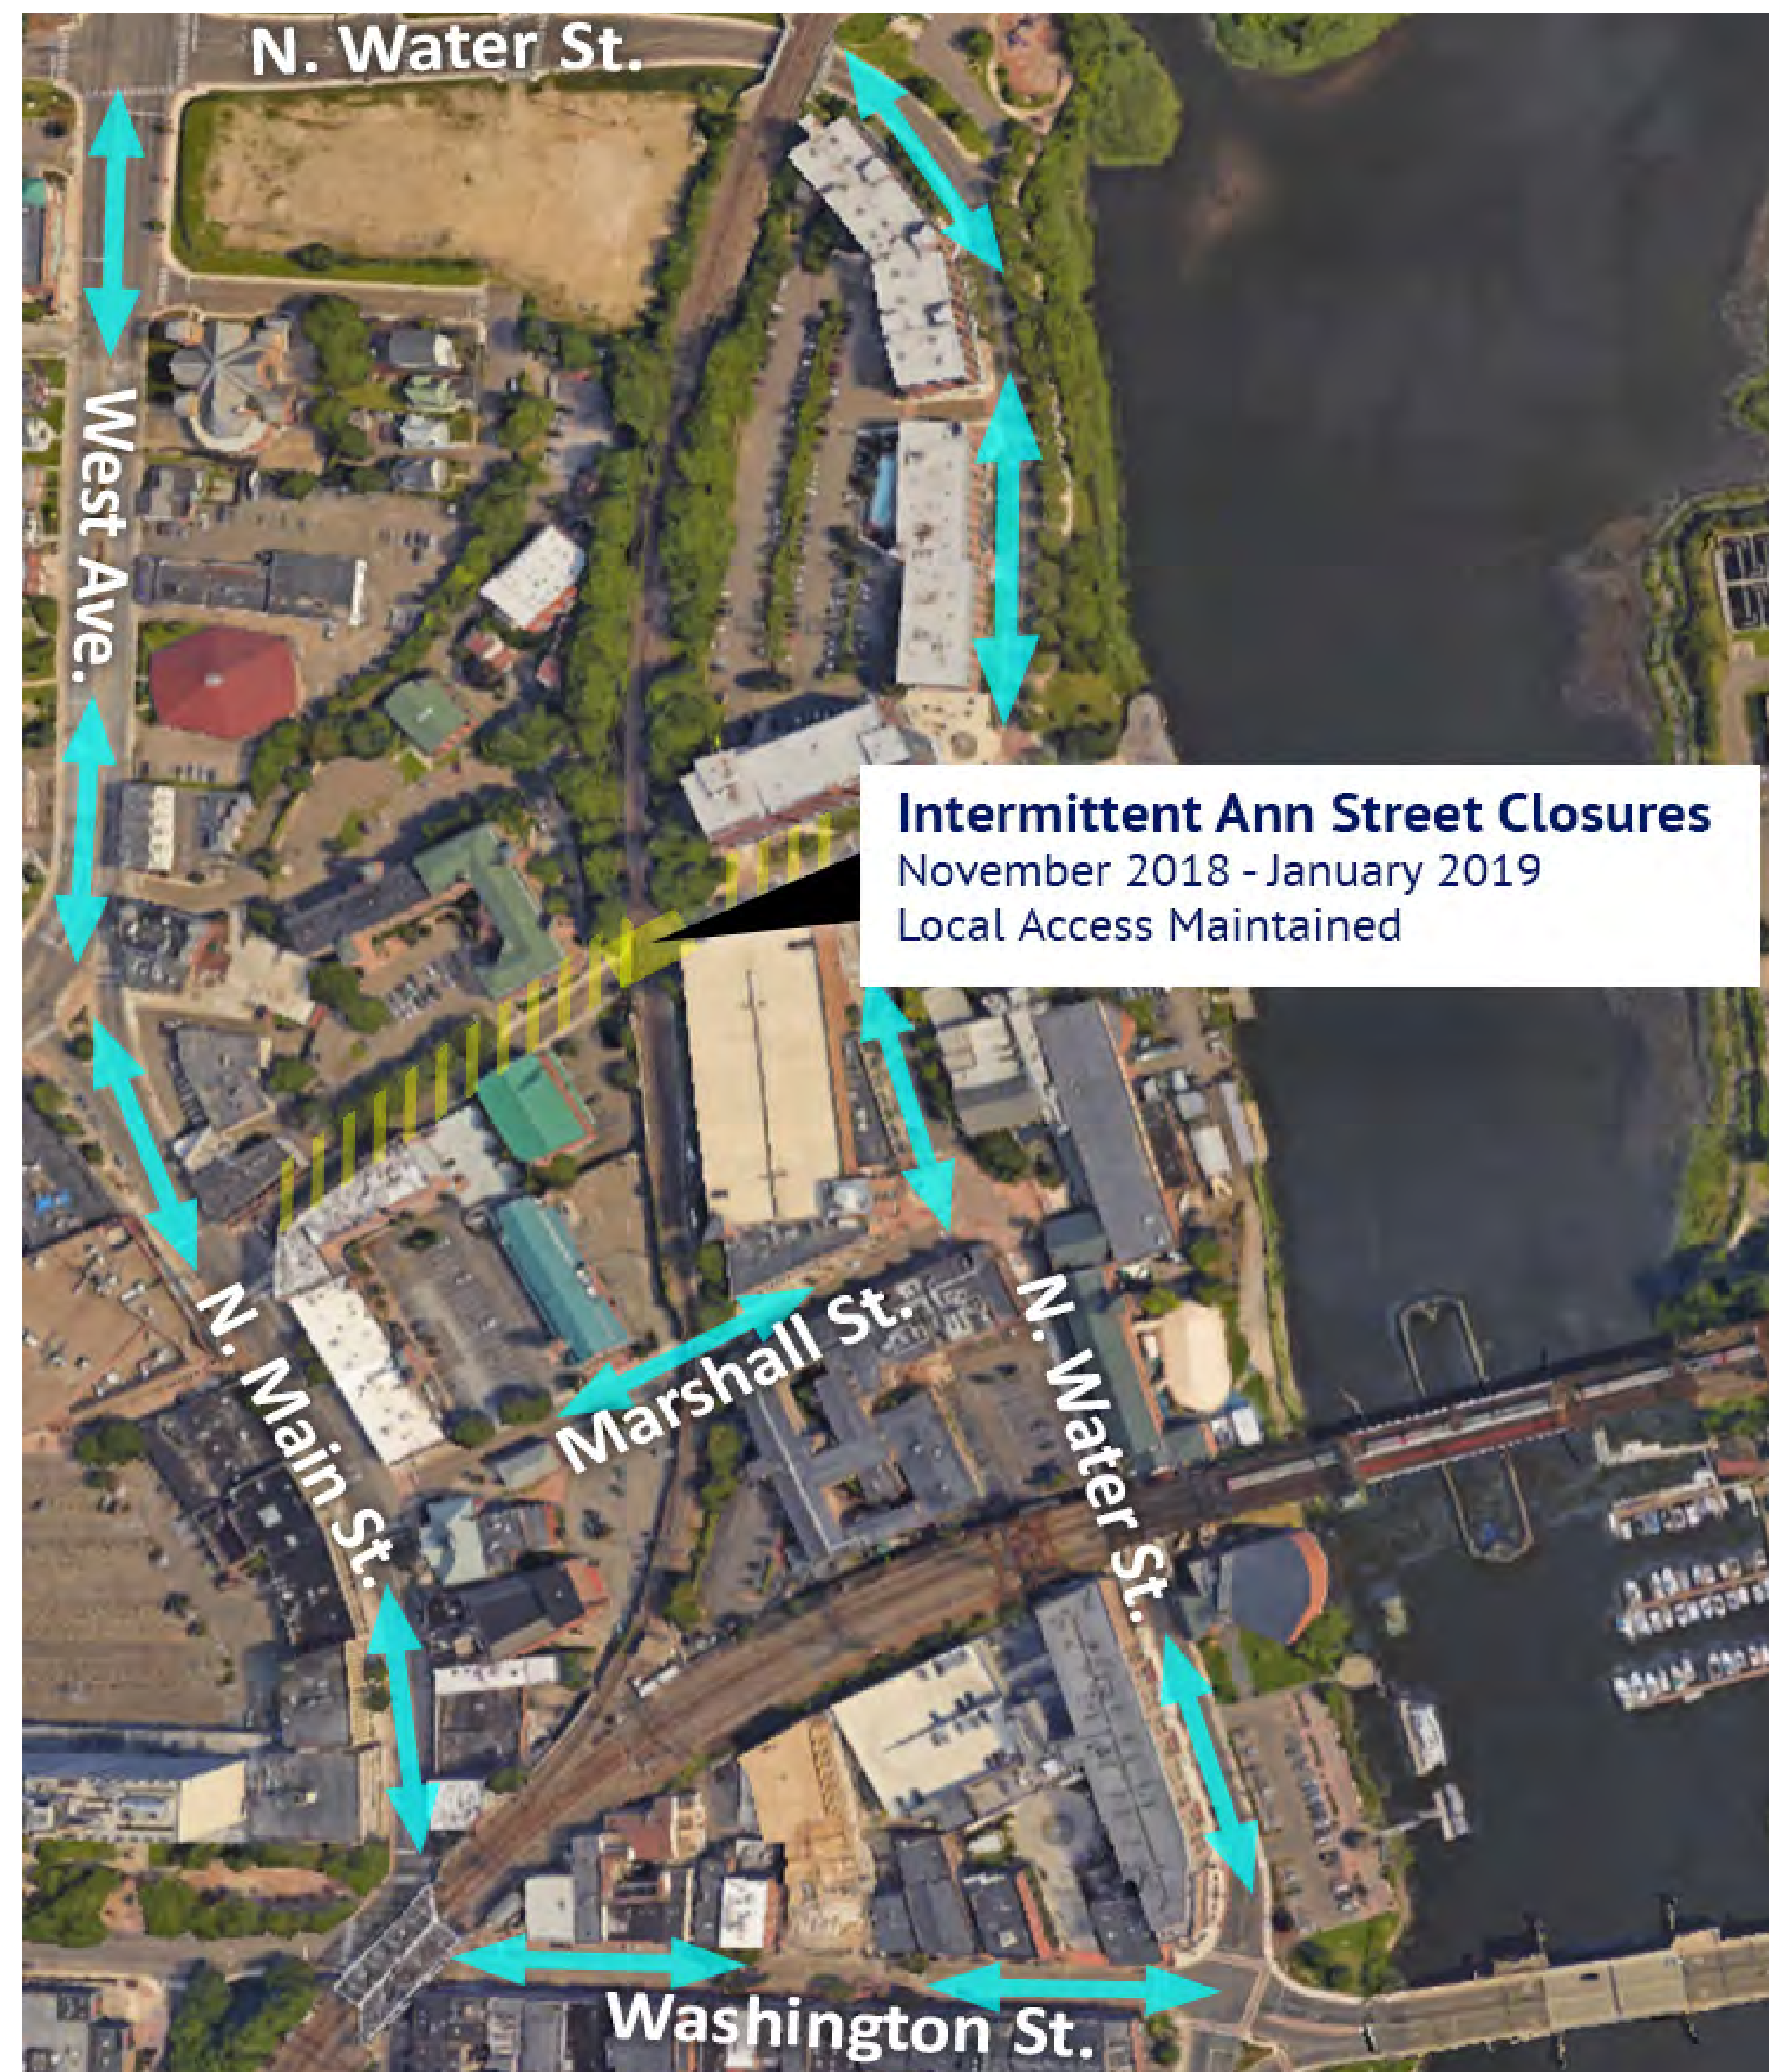 N. Water St.
West Ave.
Intermittent Ann Street Closures
November 2018 - January 2019
Local Access Maintained
N. Main St.
Marshall St.
N. Water St.
Washington St.